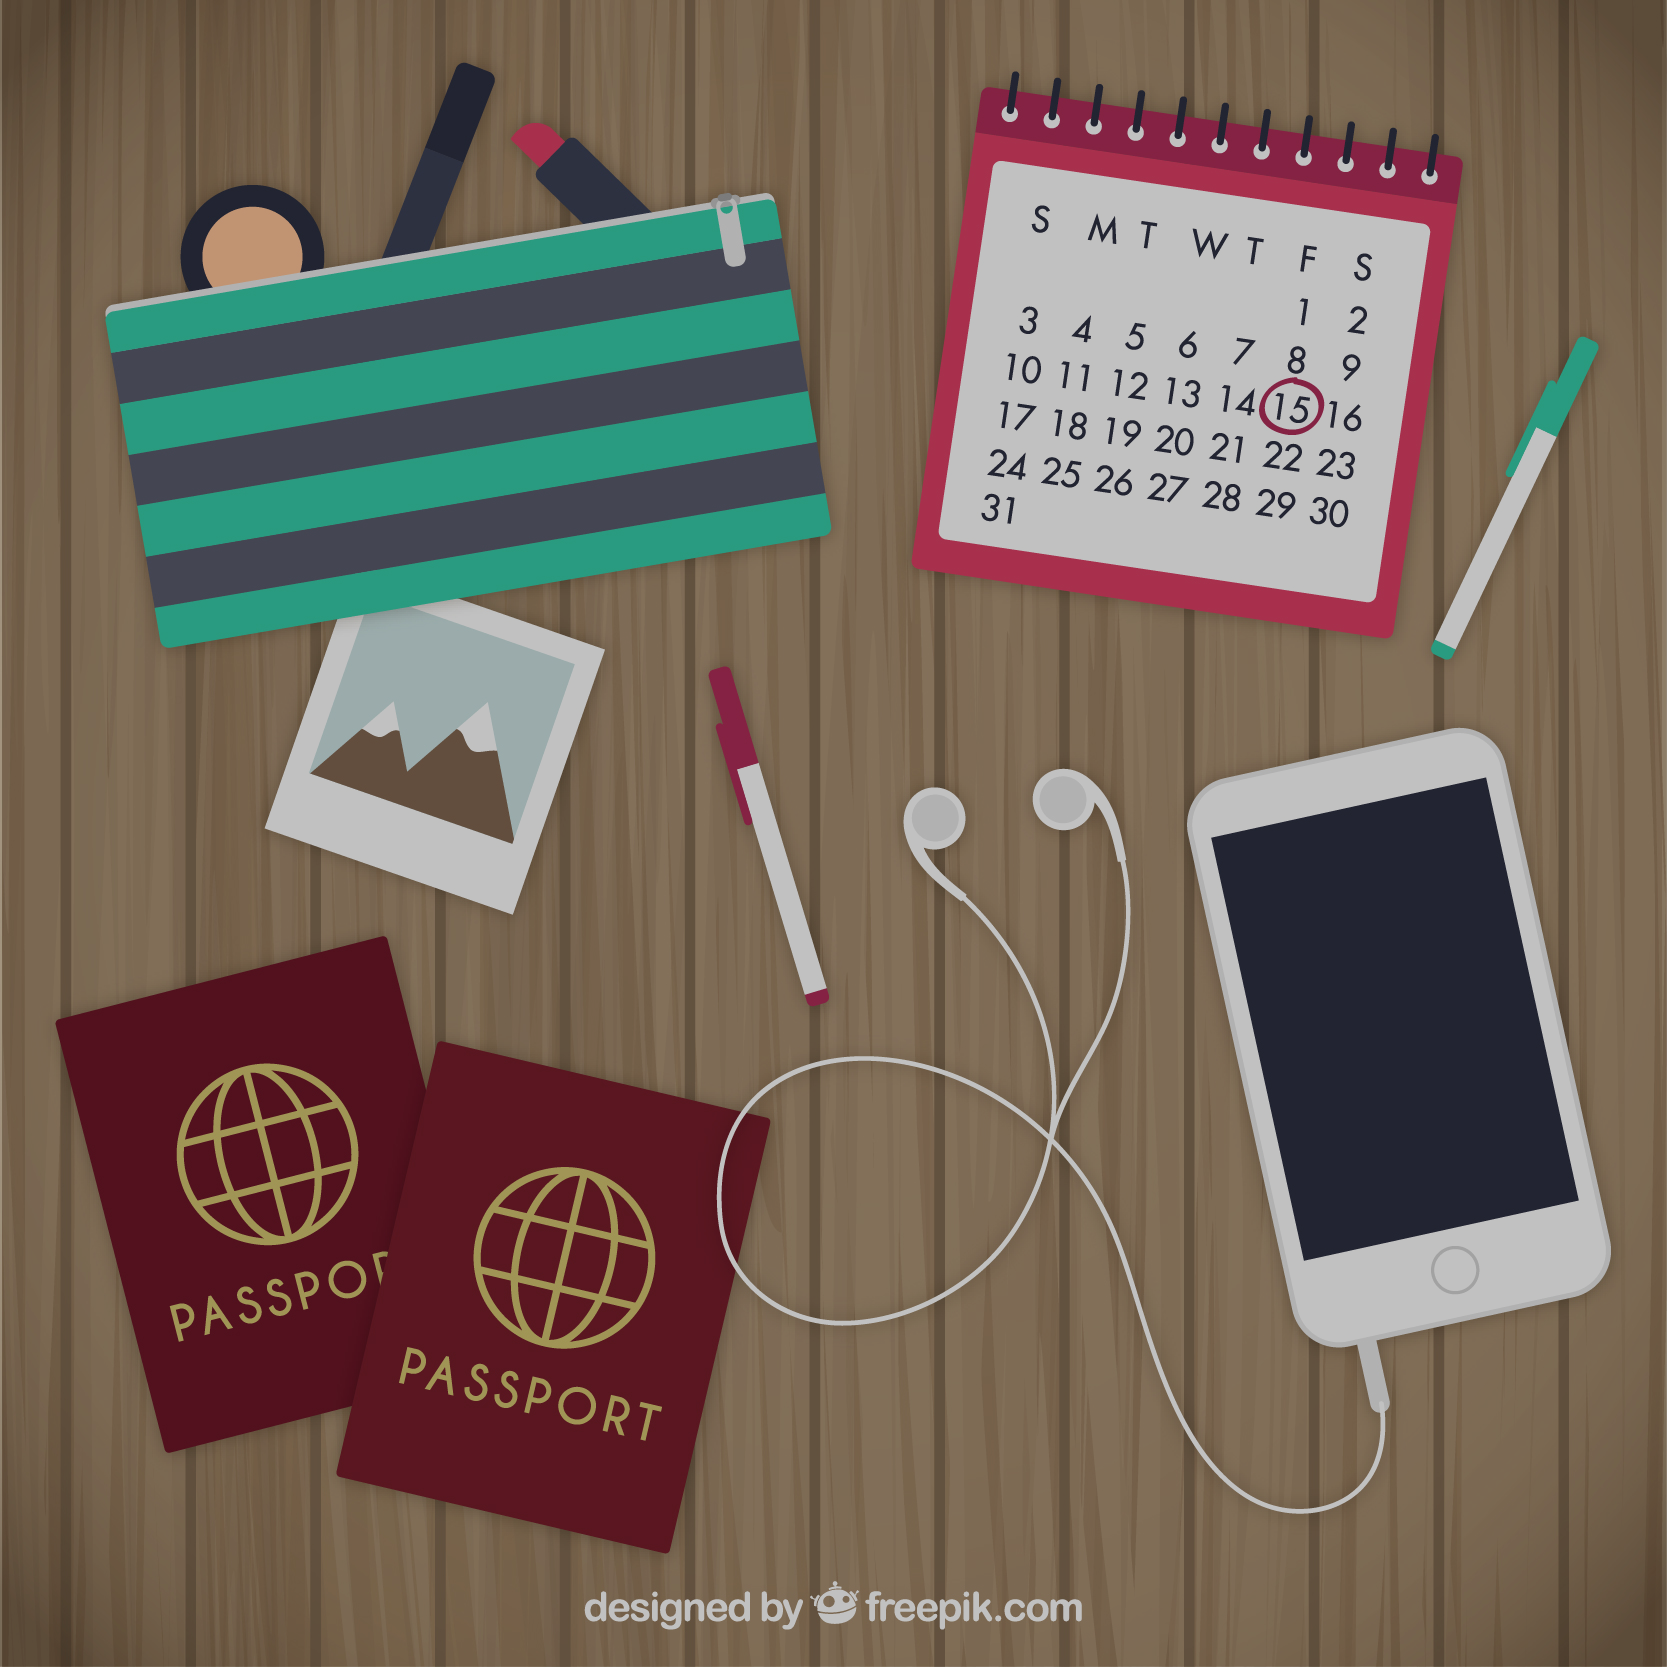 S M T W T F S
1 2
3 4 5 6 7 8 9
10 11 12 13 14 15 16
17 18 19 20 21 22 23
24 25 26 27 28 29 30
31
PASSPOR
PASSPORT
designed by freepik.com